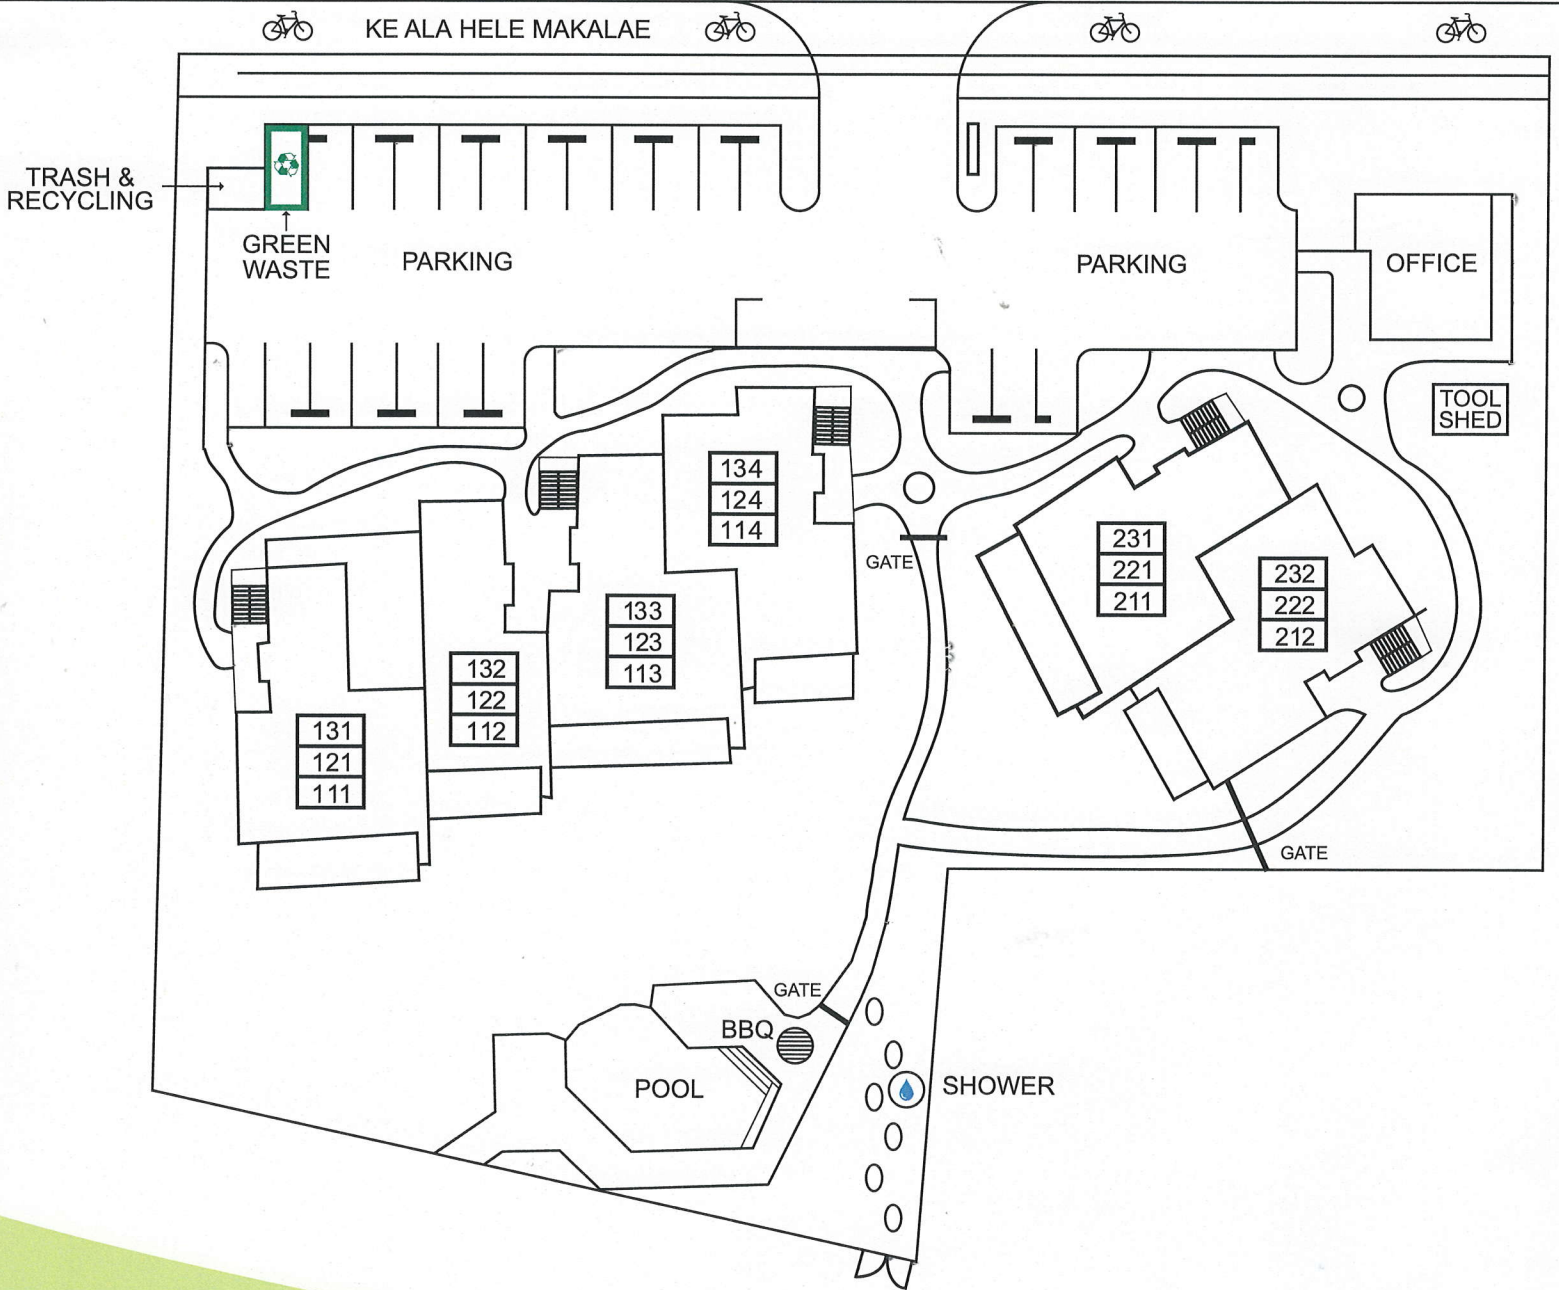 KE ALA HELE MAKALAE
TRASH &
RECYCLING
GREEN
WASTE
PARKING
PARKING
OFFICE
TOOL
SHED
134
124
114
GATE
231
221
211
232
222
212
133
123
113
132
122
112
131
121
111
GATE
GATE
BBQ
POOL
SHOWER